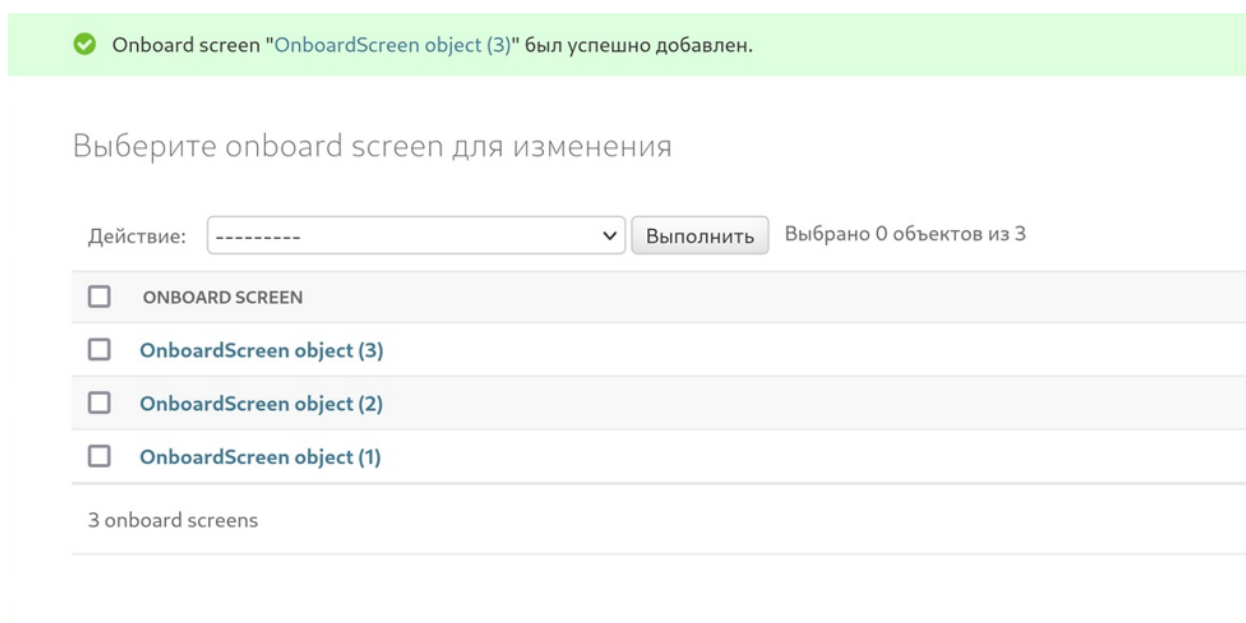 Onboard screen "OnboardScreen object (3)" был успешно добавлен.
Выберите onboard screen для изменения
Действие: --------- Выполнить Выбрано 0 объектов из 3
ONBOARD SCREEN
OnboardScreen object (3)
OnboardScreen object (2)
OnboardScreen object (1)
3 onboard screens